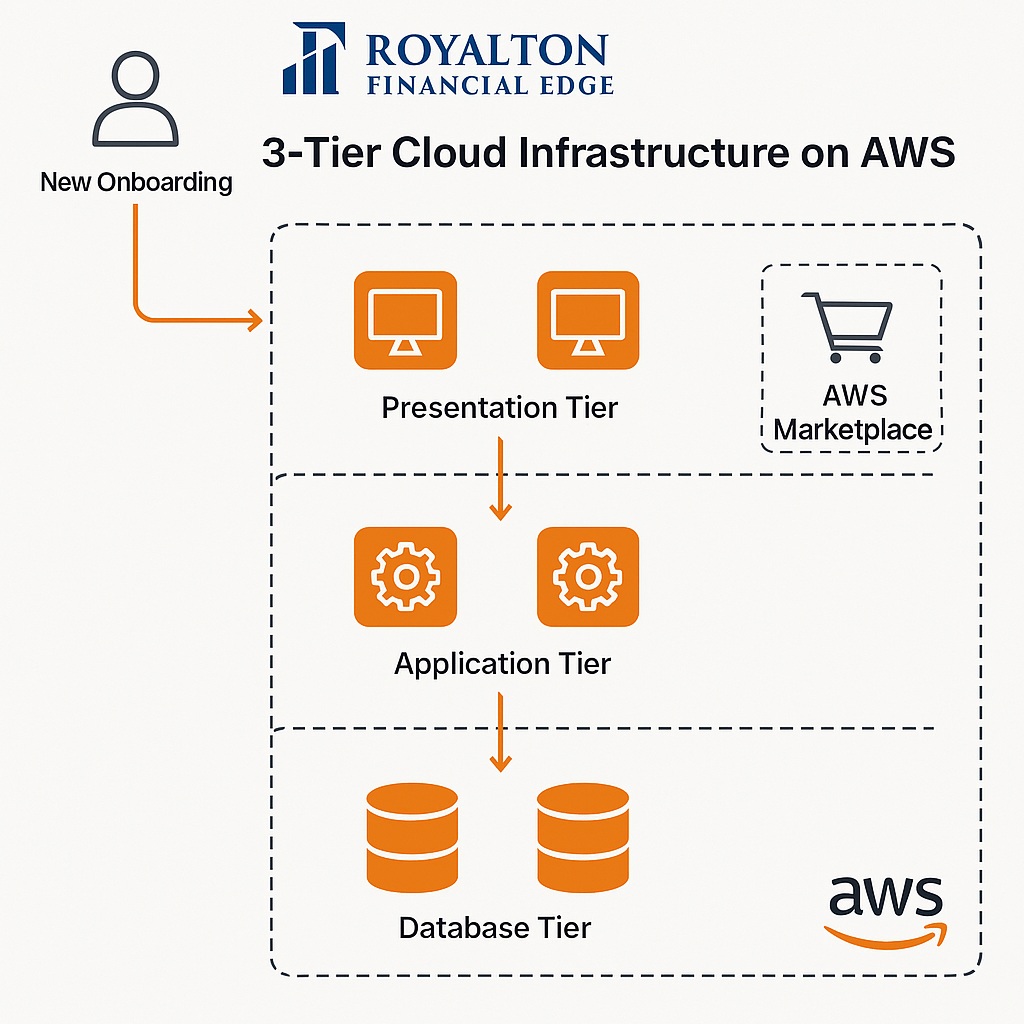 ROYALTON
FINANCIAL EDGE
3-Tier Cloud Infrastructure on AWS
New Onboarding
Presentation Tier
AWS
Marketplace
Application Tier
Database Tier
aws